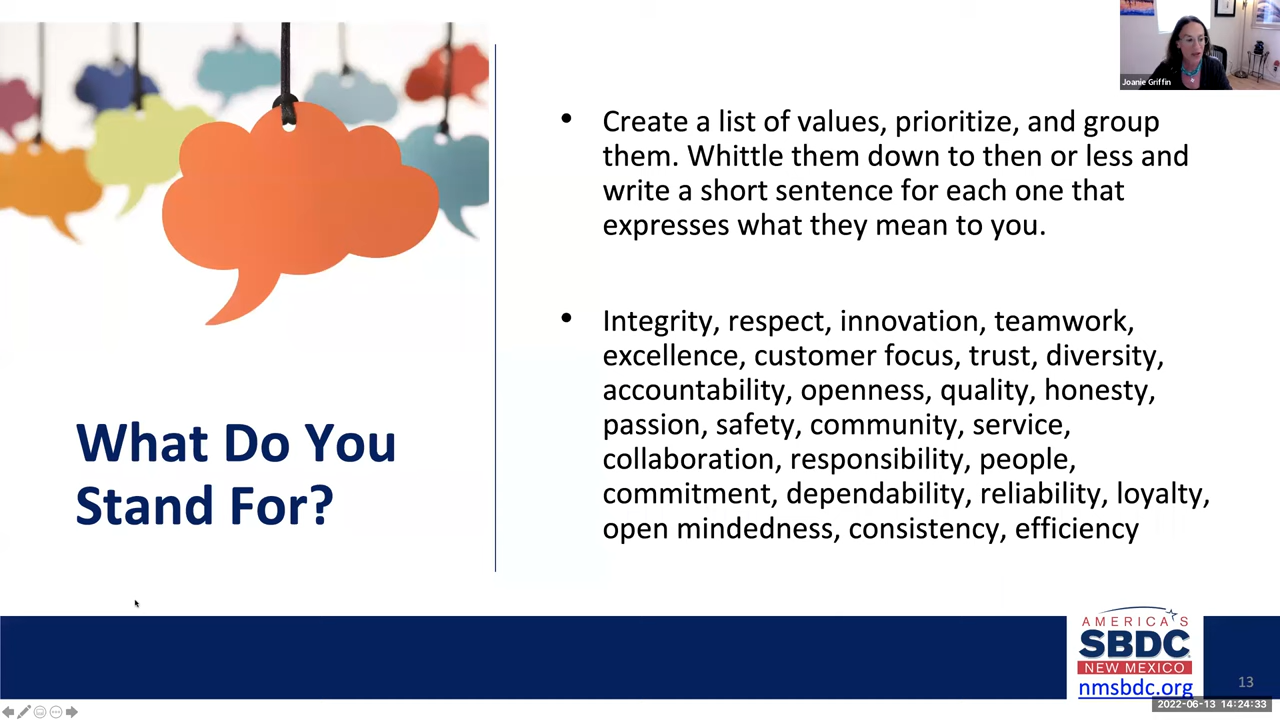 Joanie Griffin
• Create a list of values, prioritize, and group
them. Whittle them down to then or less and
write a short sentence for each one that
expresses what they mean to you.
• Integrity, respect, innovation, teamwork,
excellence, customer focus, trust, diversity,
accountability, openness, quality, honesty,
passion, safety, community, service,
collaboration, responsibility, people,
commitment, dependability, reliability, loyalty,
open mindedness, consistency, efficiency
What Do You
Stand For?
AMERICA'S
SBDC
NEW MEXICO
nmsbdc.org
13
2022-06-13 14:24:33